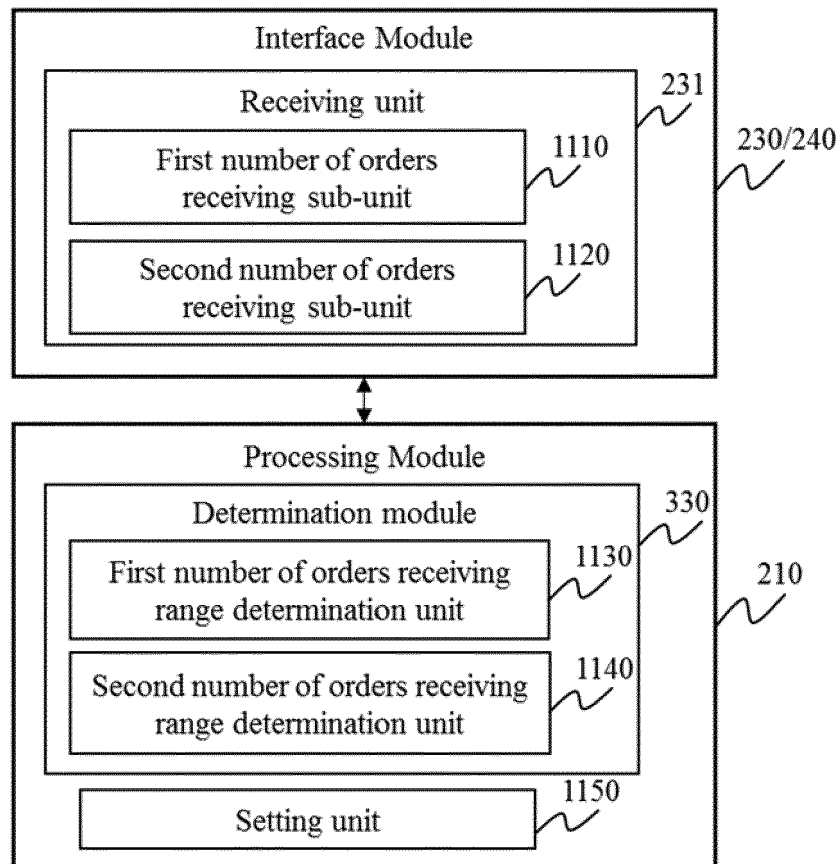 Interface Module
Receiving unit
231
230/240
First number of orders
receiving sub-unit
1110
Second number of orders
receiving sub-unit
1120
Processing Module
Determination module
330
210
First number of orders receiving
range determination unit
1130
Second number of orders receiving
range determination unit
1140
Setting unit
1150